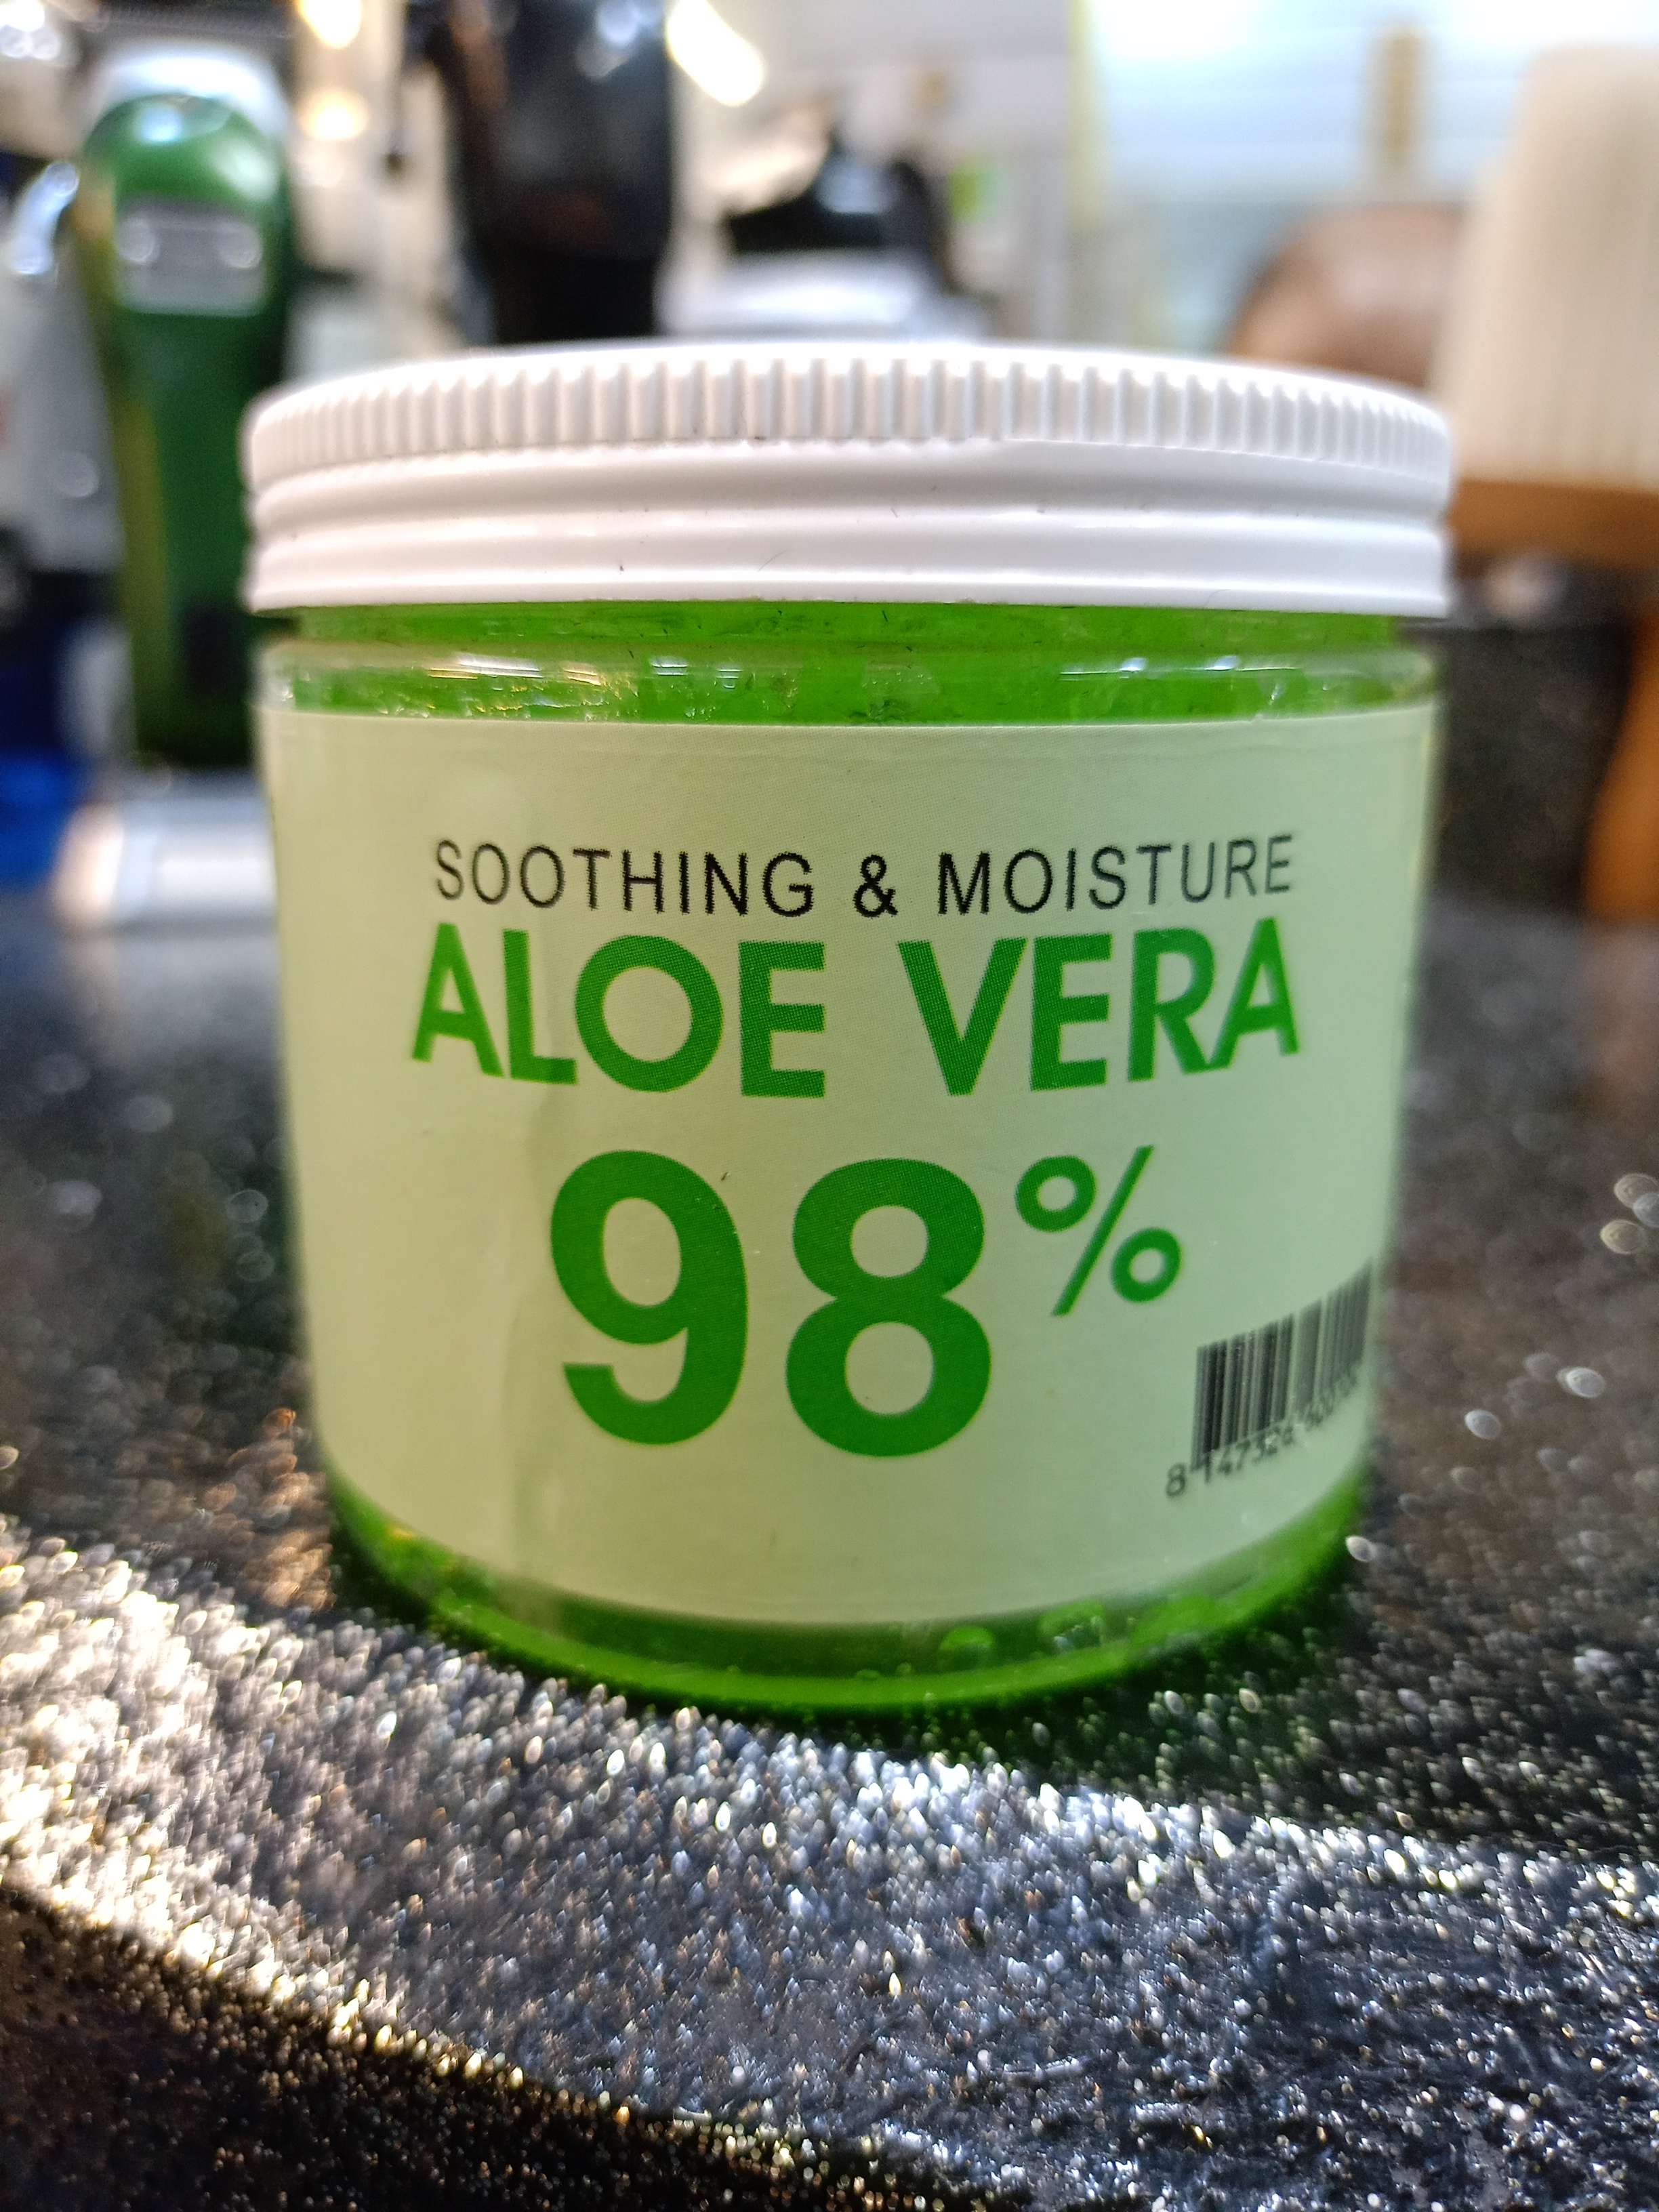 SOOTHING & MOISTURE
ALOE VERA
98%